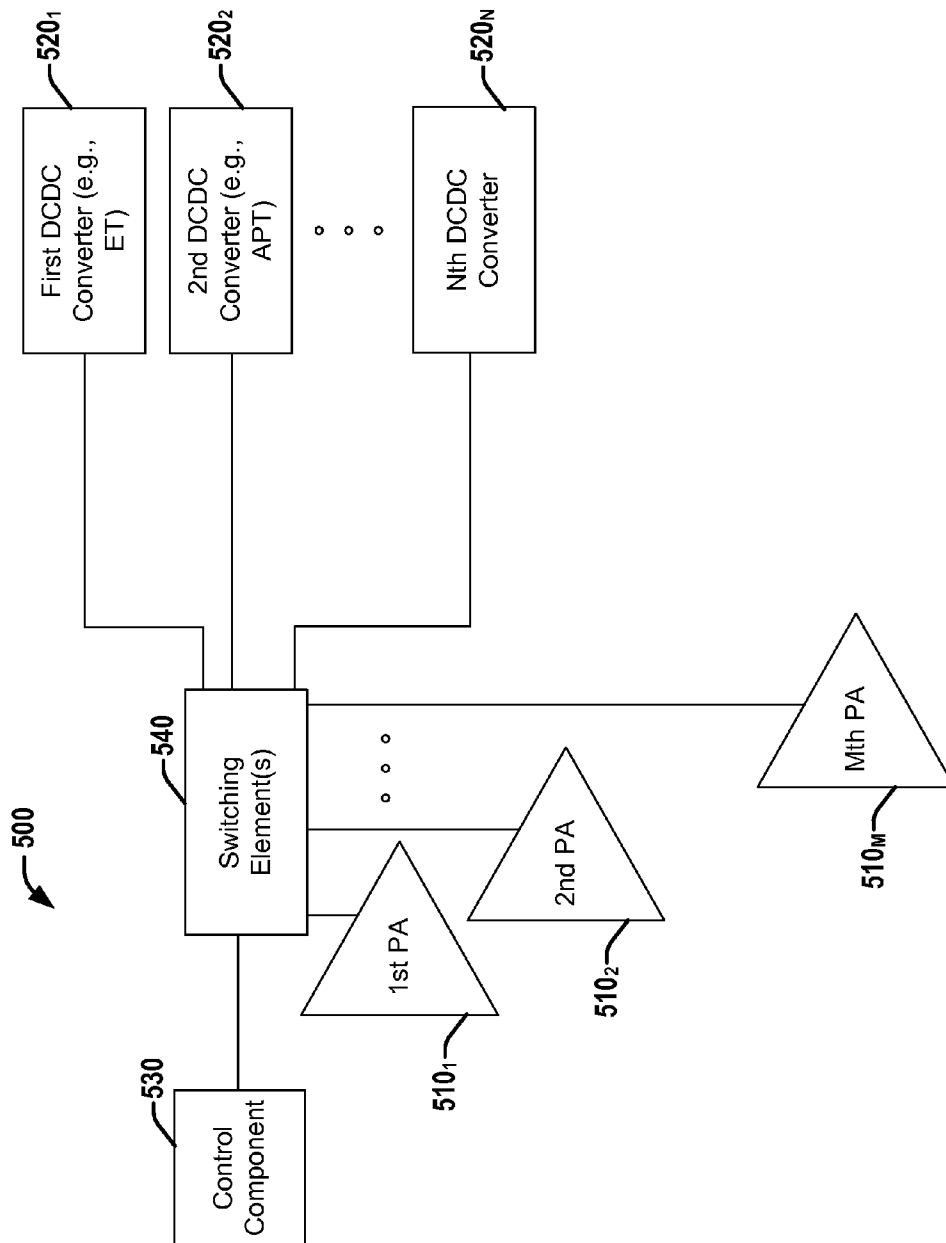 500
530
Control
Component
540
Switching
Element(s)
1st PA
510₁
2nd PA
510₂
Mth PA
510M
First DCDC
Converter (e.g.,
ET)
520₁
2nd DCDC
Converter (e.g.,
APT)
520₂
Nth DCDC
Converter
520N